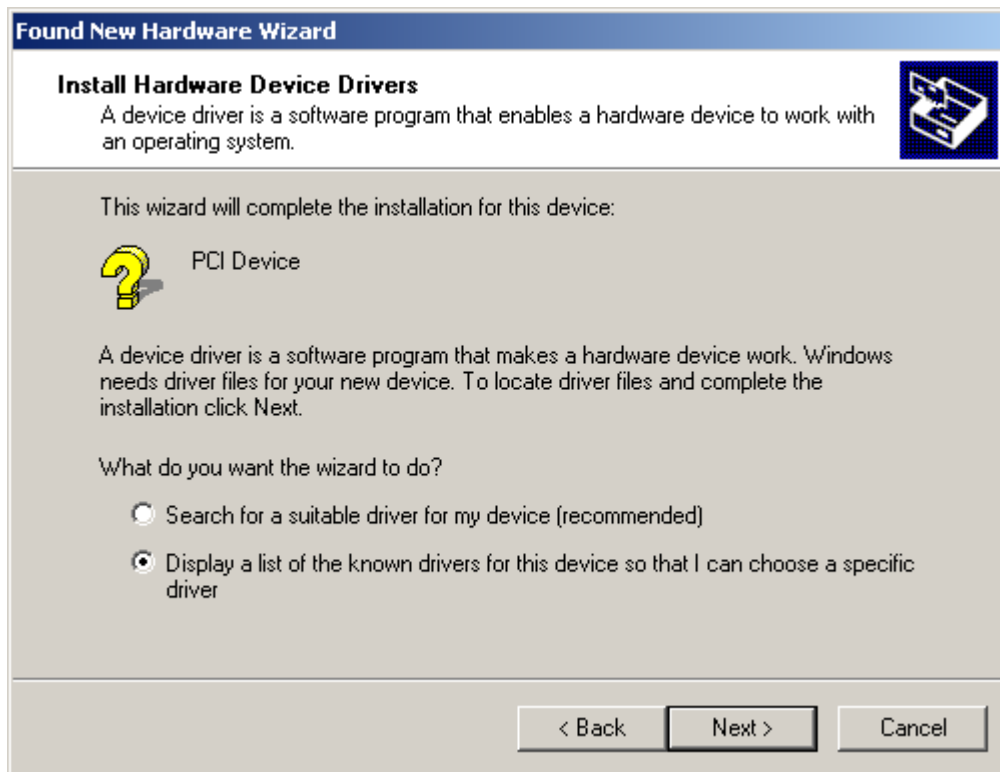 Found New Hardware Wizard
Install Hardware Device Drivers
A device driver is a software program that enables a hardware device to work with
an operating system.
This wizard will complete the installation for this device:
PCI Device
A device driver is a software program that makes a hardware device work. Windows
needs driver files for your new device. To locate driver files and complete the
installation click Next.
What do you want the wizard to do?
Search for a suitable driver for my device (recommended)
Display a list of the known drivers for this device so that I can choose a specific
driver
< Back Next > Cancel